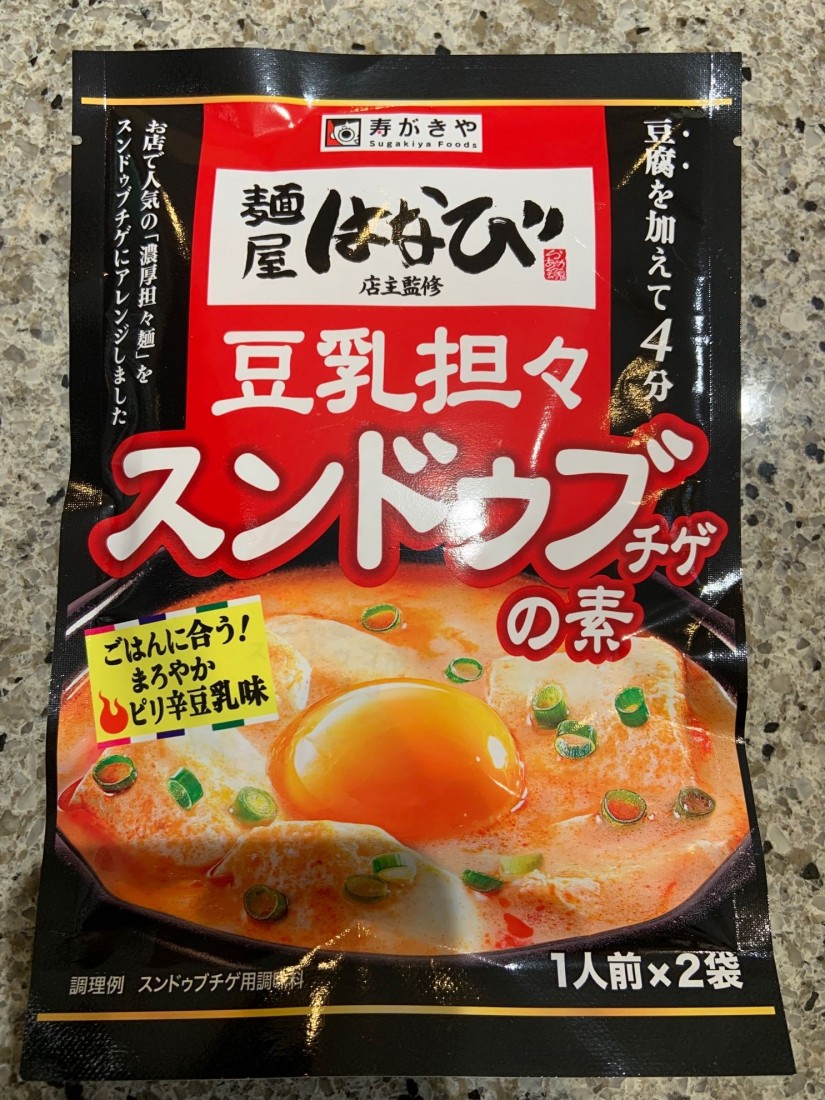 寿がきや
Sugakiya Foods
麺屋
はなび
店主監修
豆腐を加えて4分
お店で人気の「濃厚担々麺」を
スンドゥブチゲにアレンジしました
豆乳担々
スンドゥブチゲ
の素
ごはんに合う!
まろやか
ピリ辛豆乳味
1人前×2袋
調理例 スンドゥブチゲ用調味料